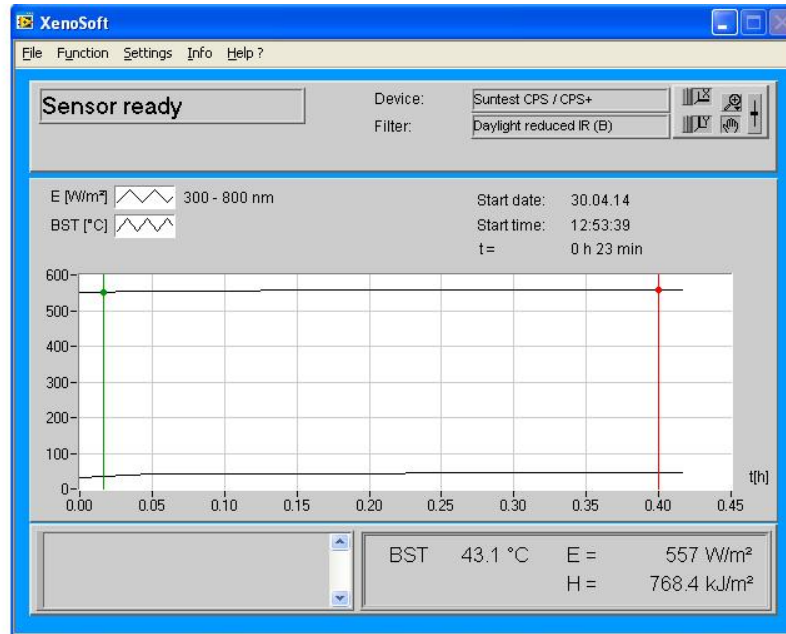 XenoSoft
File Function Settings Info Help ?
Sensor ready
Device: Suntest CPS / CPS+
Filter: Daylight reduced IR (B)
X
Y
E [W/m²] 300 - 800 nm
BST [°C]
Start date: 30.04.14
Start time: 12:53:39
t = 0 h 23 min
600
500
400
300
200
100
0
t[h]
0.00 0.05 0.10 0.15 0.20 0.25 0.30 0.35 0.40 0.45
BST 43.1 °C E = 557 W/m²
H = 768.4 kJ/m²